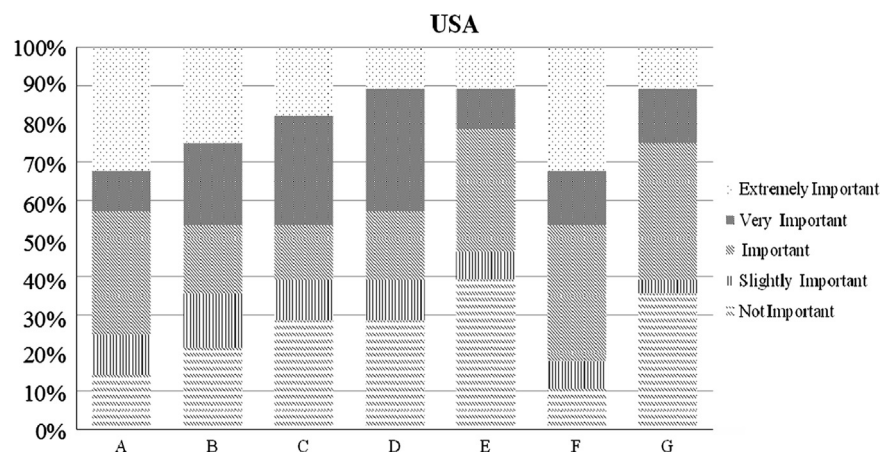 USA
100%
90%
80%
70%
60%
50%
40%
30%
20%
10%
0%
A B C D E F G
Extremely Important
Very Important
Important
Slightly Important
Not Important